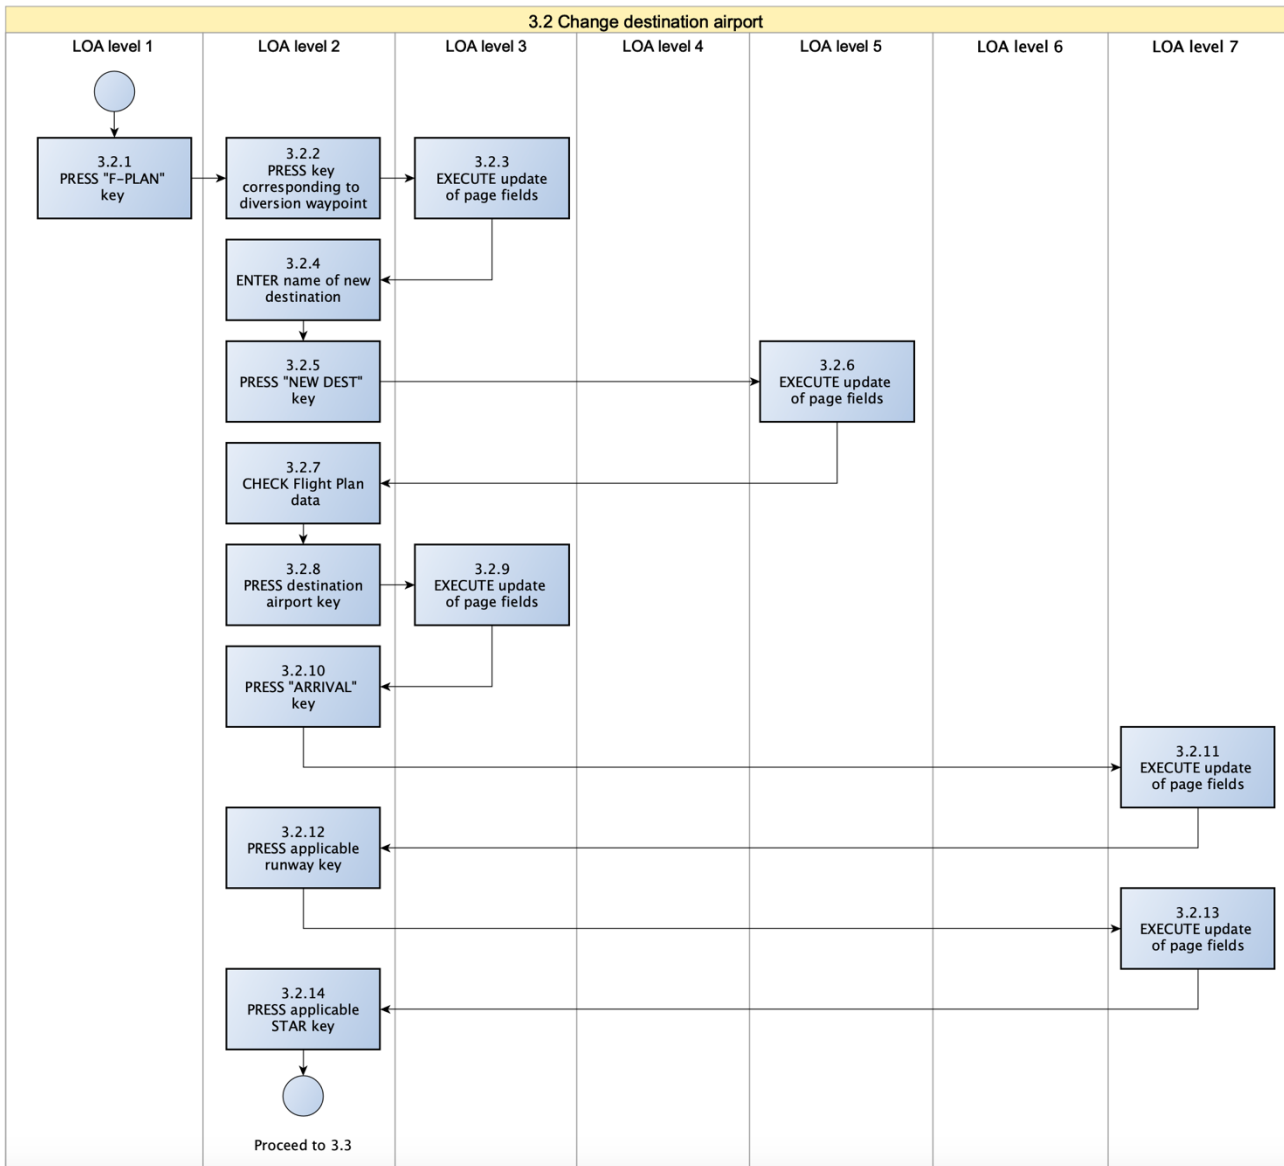 3.2 Change destination airport
LOA level 1
LOA level 2
LOA level 3
LOA level 4
LOA level 5
LOA level 6
LOA level 7
3.2.1
PRESS "F-PLAN"
key
3.2.2
PRESS key
corresponding to
diversion waypoint
3.2.3
EXECUTE update
of page fields
3.2.4
ENTER name of new
destination
3.2.5
PRESS "NEW DEST"
key
3.2.6
EXECUTE update
of page fields
3.2.7
CHECK Flight Plan
data
3.2.8
PRESS destination
airport key
3.2.9
EXECUTE update
of page fields
3.2.10
PRESS "ARRIVAL"
key
3.2.11
EXECUTE update
of page fields
3.2.12
PRESS applicable
runway key
3.2.13
EXECUTE update
of page fields
3.2.14
PRESS applicable
STAR key
Proceed to 3.3